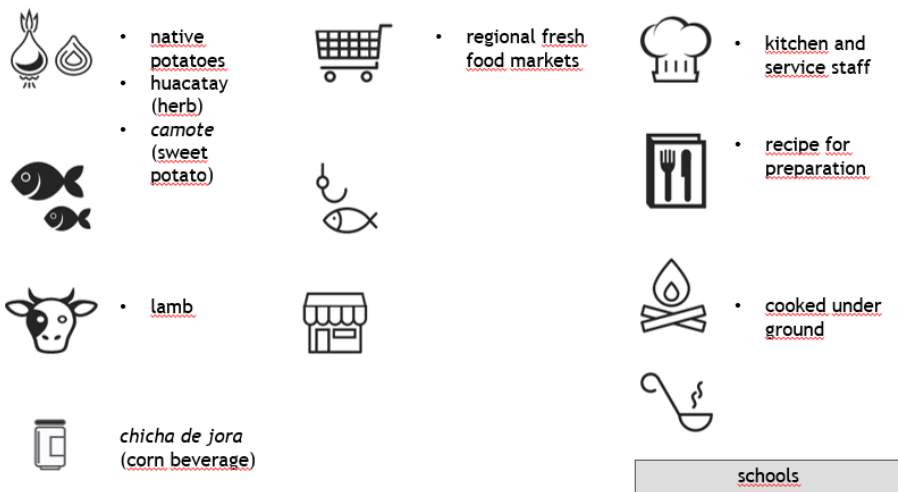 native
potatoes
huacatay
(herb)
camote
(sweet
potato)
lamb
chicha de jora
(corn beverage)
regional fresh
food markets
kitchen and
service staff
recipe for
preparation
cooked under
ground
schools